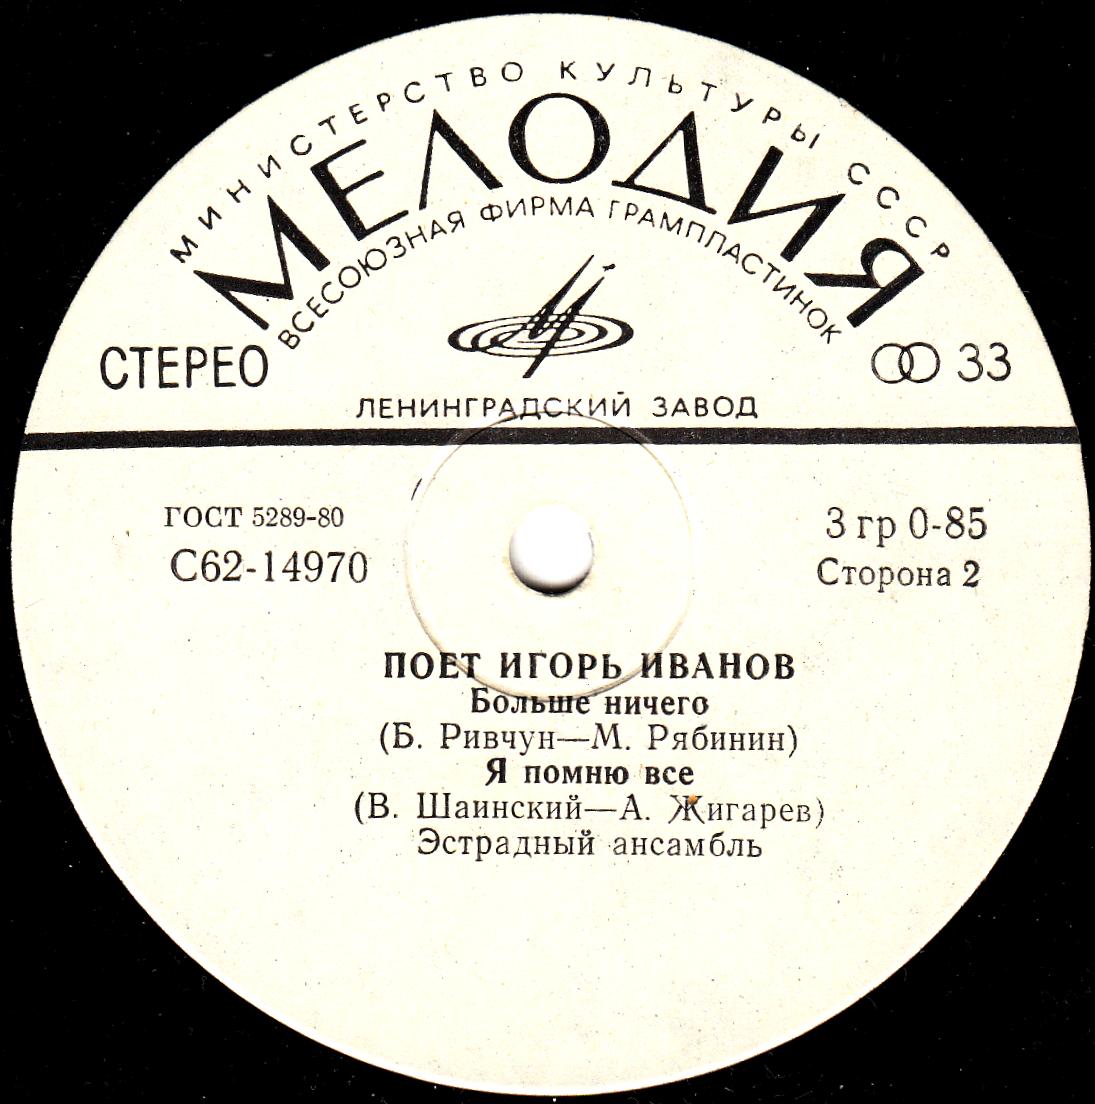 МИНИСТЕРСТВО КУЛЬТУРЫ СССР
МЕЛОДИЯ
ВСЕСОЮЗНАЯ ФИРМА ГРАМПЛАСТИНОК
СТЕРЕО
33
ЛЕНИНГРАДСКИЙ ЗАВОД
ГОСТ 5289-80
3 гр 0-85
С62-14970
Сторона 2
ПОЕТ ИГОРЬ ИВАНОВ
Больше ничего
(Б. Ривчун—М. Рябинин)
Я помню все
(В. Шаинский—А. Жигарев)
Эстрадный ансамбль